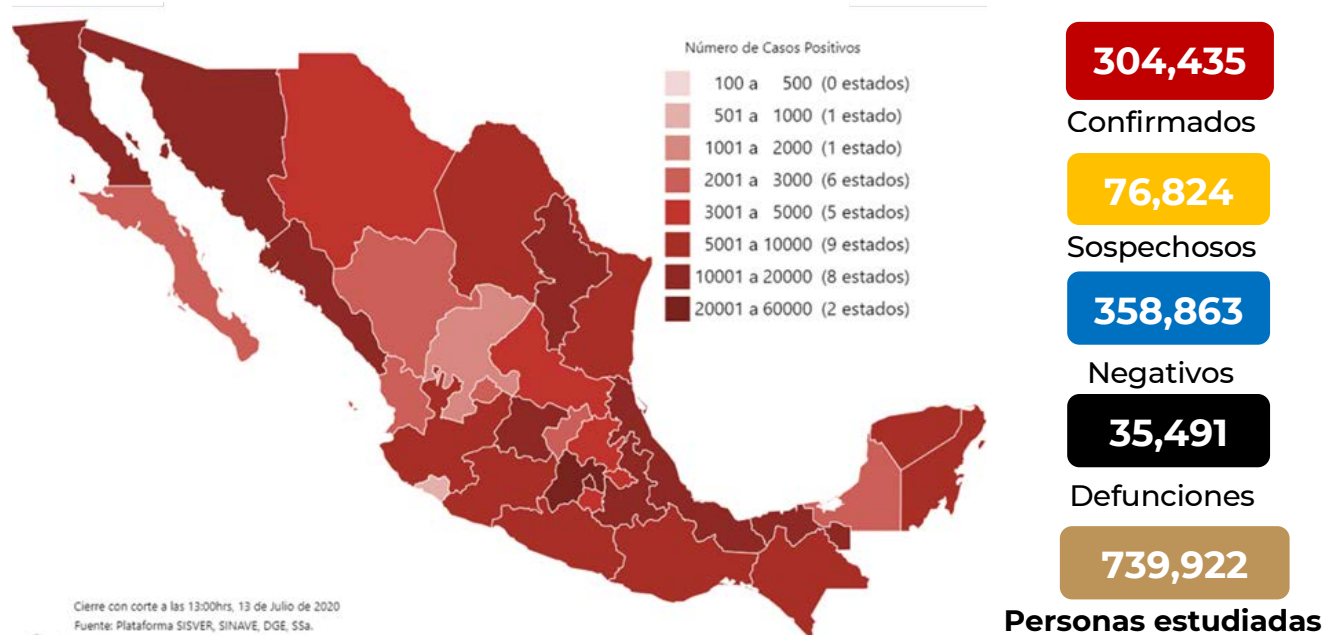 Número de Casos Positivos
100 a 500 (0 estados)
501 a 1000 (1 estado)
1001 a 2000 (1 estado)
2001 a 3000 (6 estados)
3001 a 5000 (5 estados)
5001 a 10000 (9 estados)
10001 a 20000 (8 estados)
20001 a 60000 (2 estados)
Cierre con corte a las 13:00hrs, 13 de Julio de 2020
Fuente: Plataforma SISVER, SINAVE, DGE, SSa.
304,435
Confirmados
76,824
Sospechosos
358,863
Negativos
35,491
Defunciones
739,922
Personas estudiadas